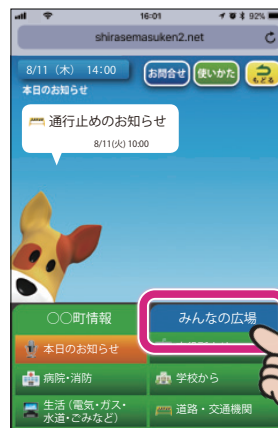 16:01
92%
shirasemasuken2.net
8/11（木） 14:00
お問合せ
使いかた
もどる
本日のお知らせ
通行止めのお知らせ
8/11(火) 10:00
〇〇町情報
みんなの広場
本日のお知らせ
病院・消防
学校から
生活（電気・ガス・
水道・ごみなど）
道路・交通機関